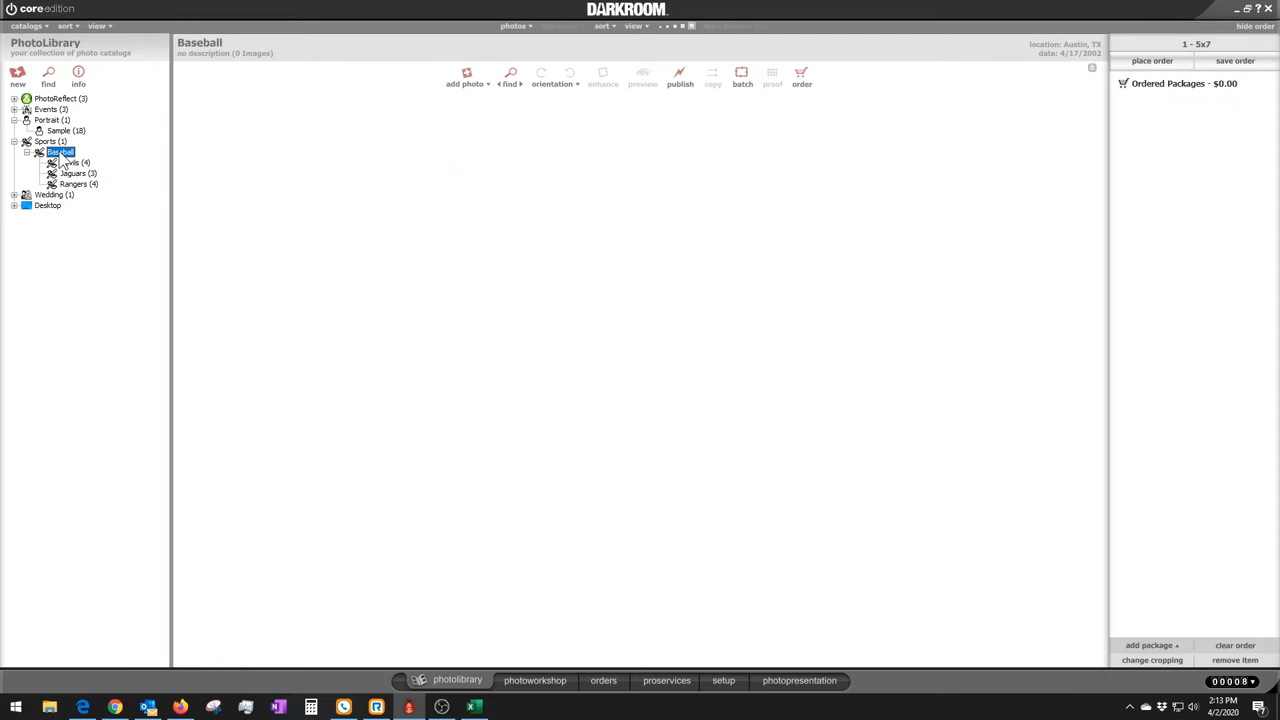 core edition
DARKROOM
catalogs sort view photos sort view hide order
PhotoLibrary
your collection of photo catalogs
new find info
PhotoReflect (3)
Events (3)
Portrait (1)
Sample (18)
Sports (1)
Baseball
vils (4)
Jaguars (3)
Rangers (4)
Wedding (1)
Desktop
Baseball
no description (0 Images)
location: Austin, TX
date: 4/17/2002
add photo find orientation enhance preview publish copy batch proof order
1 - 5x7
place order save order
Ordered Packages - $0.00
add package clear order
change cropping remove item
photolibrary photoworkshop orders proservices setup photopresentation
00008
2:13 PM
4/2/2020